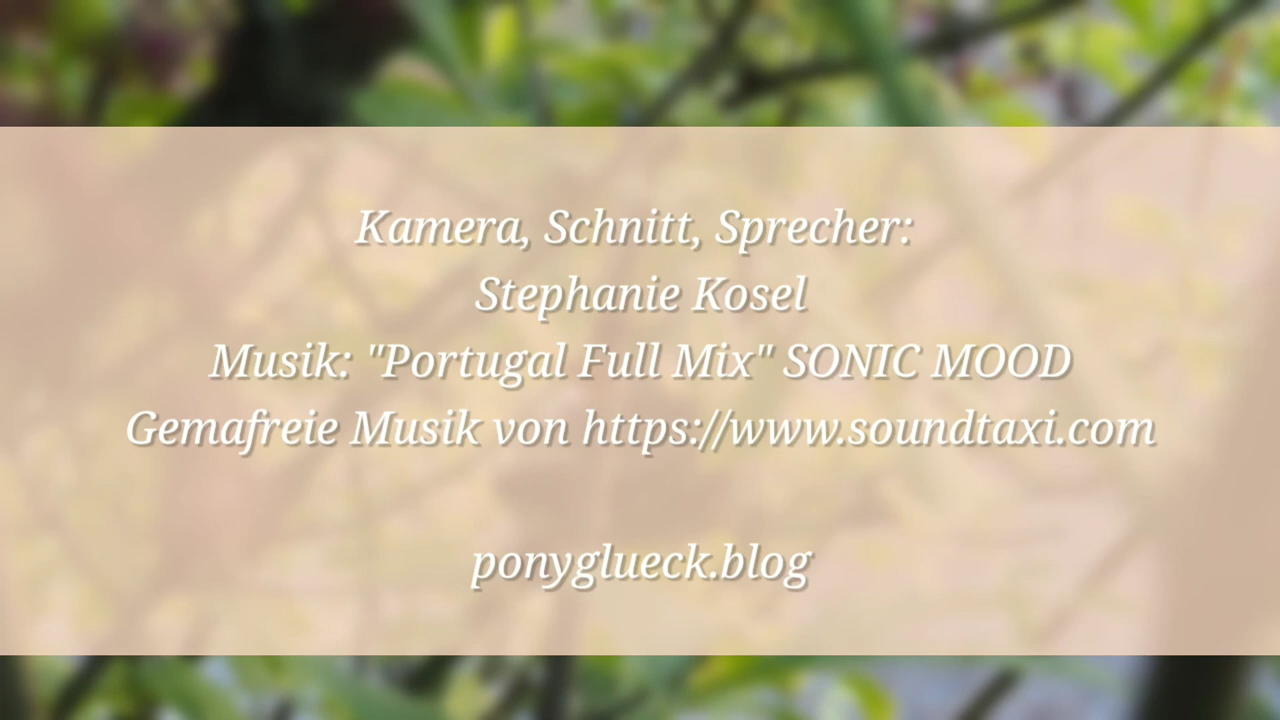 Kamera, Schnitt, Sprecher:
Stephanie Kosel
Musik: "Portugal Full Mix" SONIC MOOD
Gemafreie Musik von https://www.soundtaxi.com
ponyglueck.blog